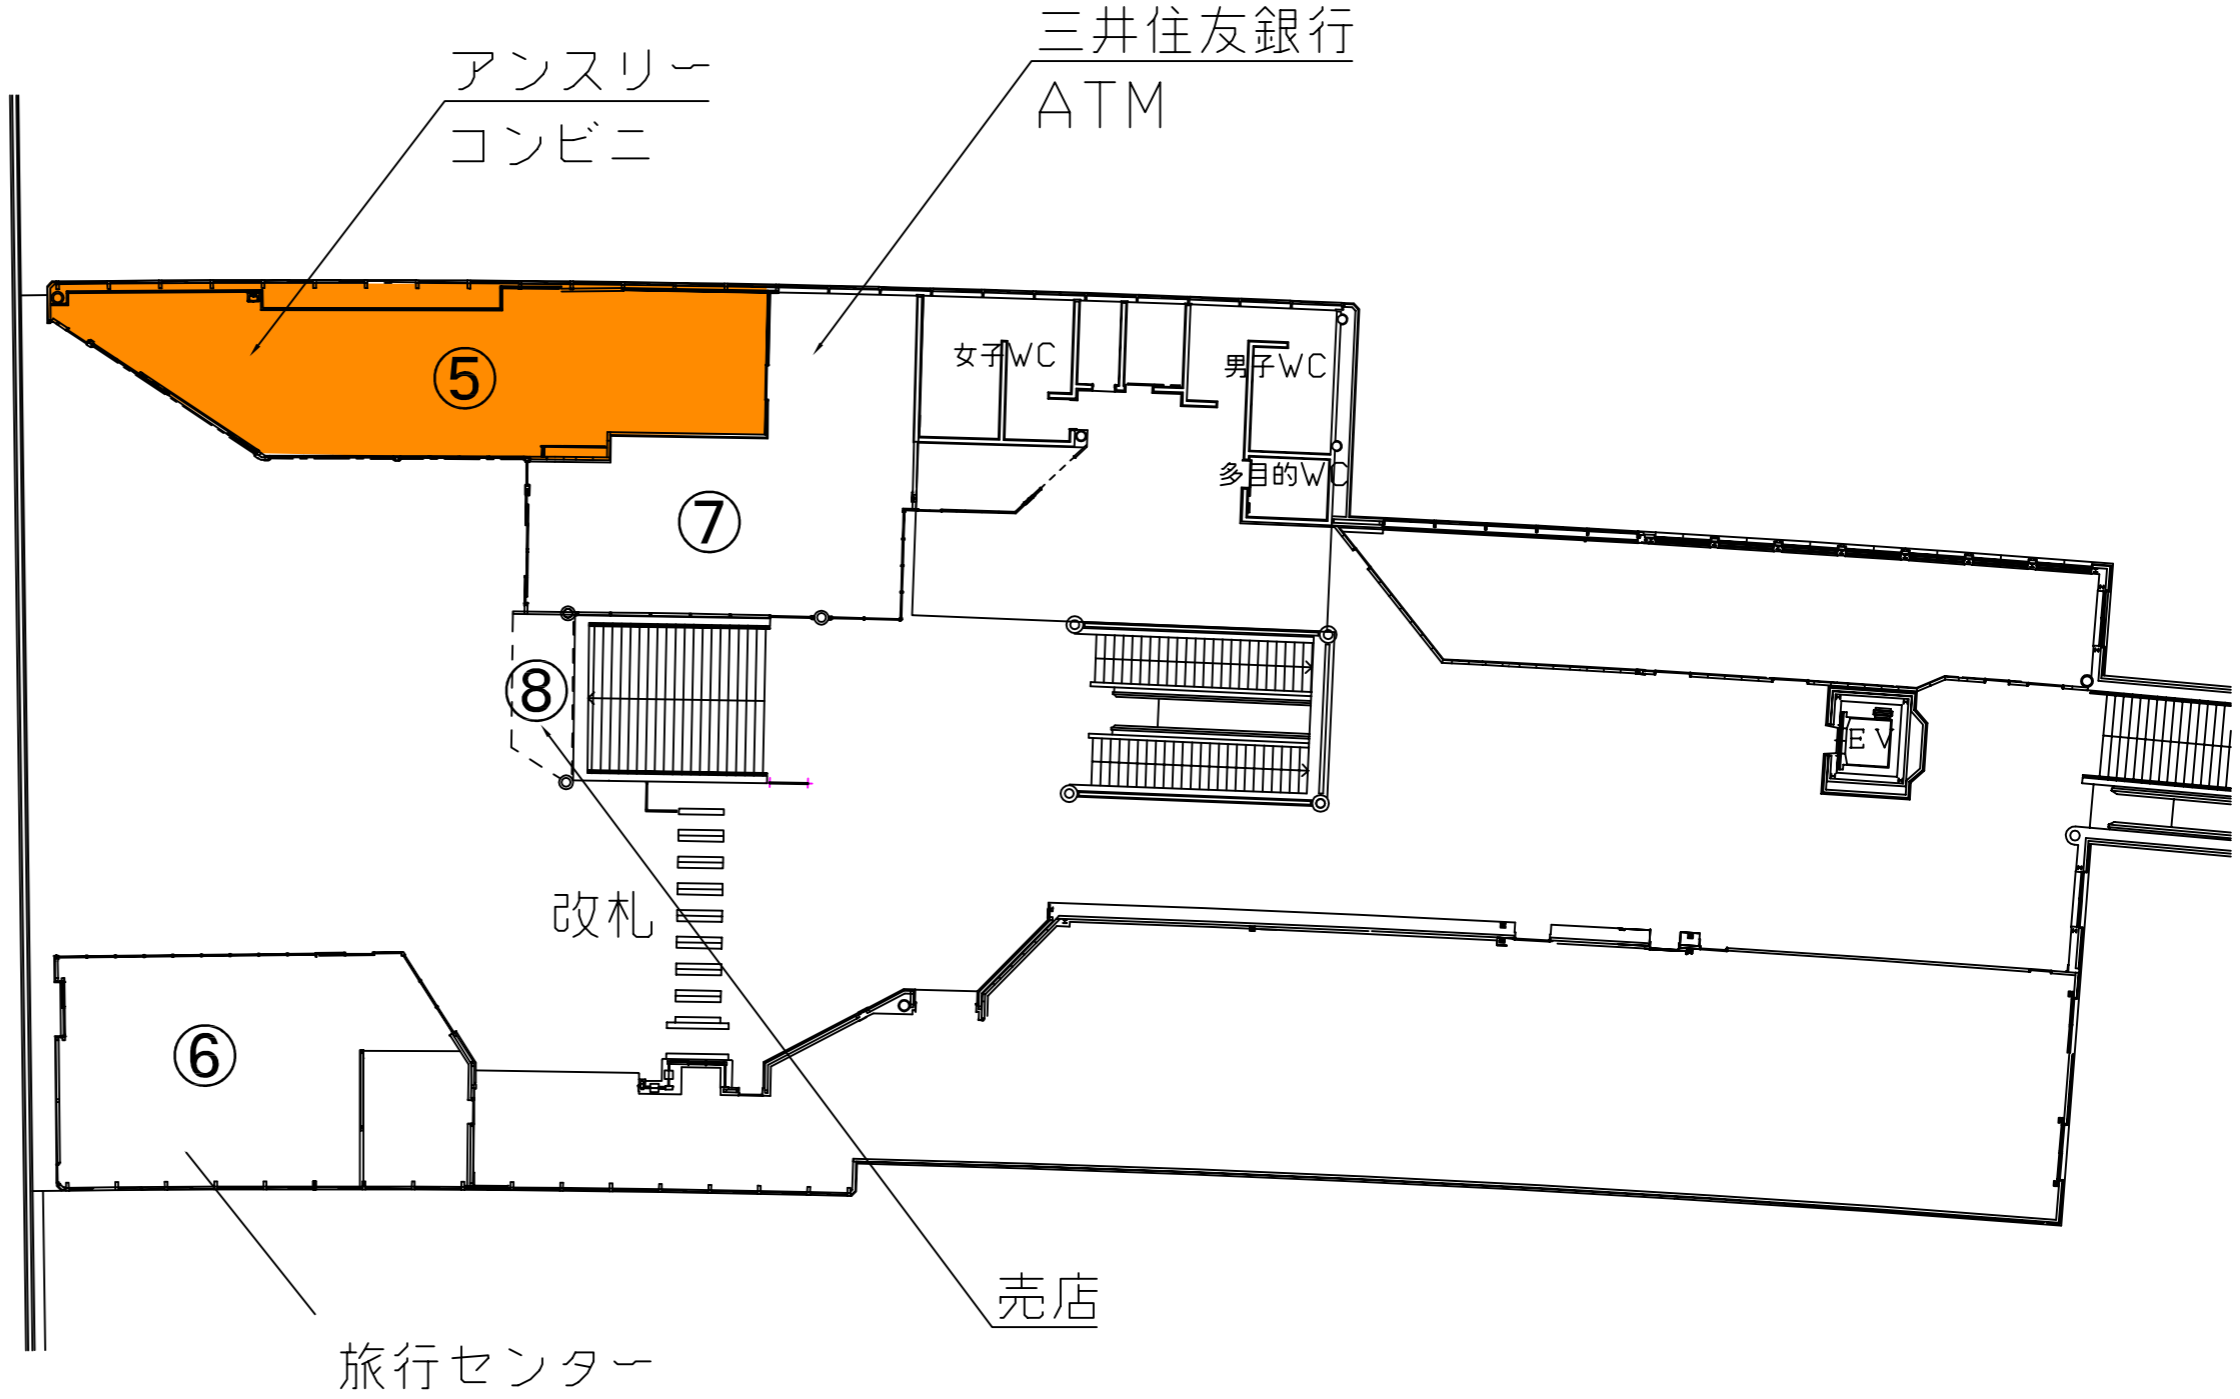 三井住友銀行
ATM
アンスリー
コンビニ
女子WC
男子WC
⑤
多目的WC
⑦
⑧
EV
改札
⑥
売店
旅行センター